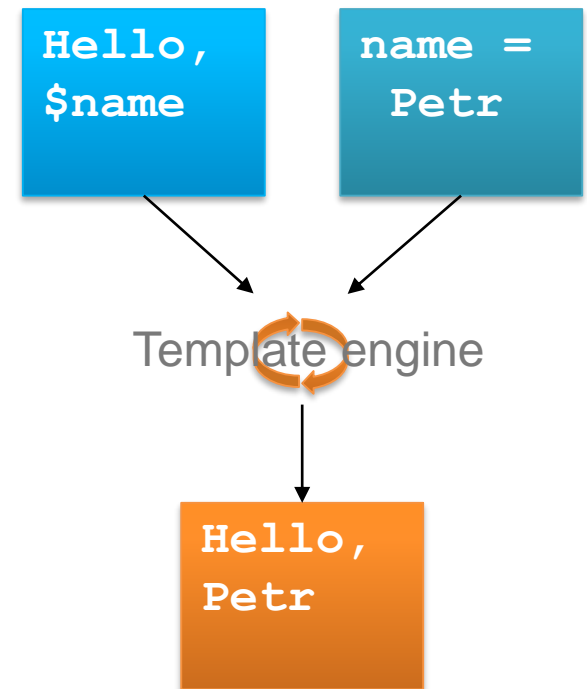 Hello,
$name
name =
Petr
Template engine
Hello,
Petr